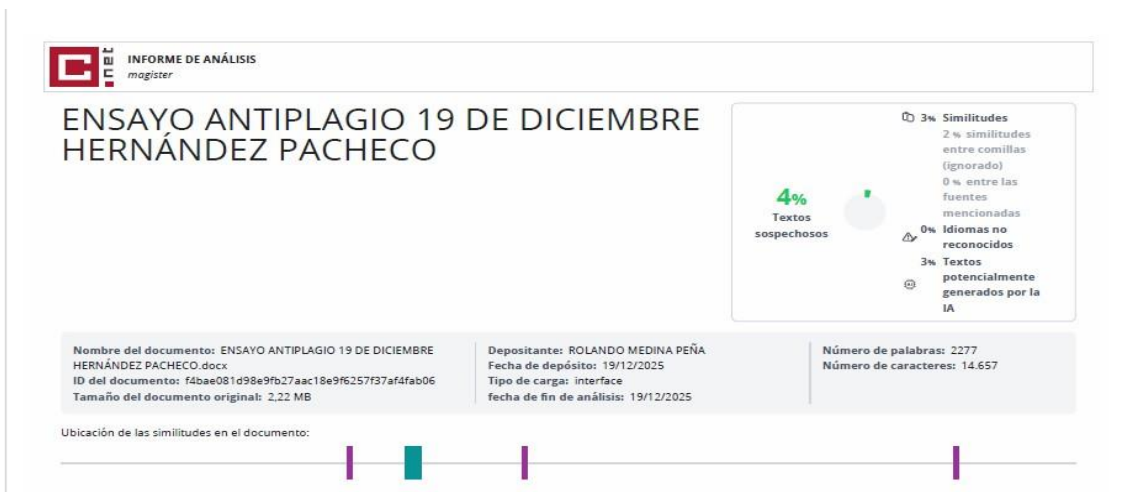 C
.net
INFORME DE ANÁLISIS
magister
ENSAYO ANTIPLAGIO 19 DE DICIEMBRE
HERNÁNDEZ PACHECO
4%
Textos
sospechosos
3% Similitudes
2 % similitudes
entre comillas
(ignorado)
0 % entre las
fuentes
mencionadas
0% Idiomas no
reconocidos
3% Textos
potencialmente
generados por la
IA
Nombre del documento: ENSAYO ANTIPLAGIO 19 DE DICIEMBRE
HERNÁNDEZ PACHECO.docx
ID del documento: f4bae081d98e9fb27aac18e9f6257f37af4fab06
Tamaño del documento original: 2,22 MB
Depositante: ROLANDO MEDINA PEÑA
Fecha de depósito: 19/12/2025
Tipo de carga: interface
fecha de fin de análisis: 19/12/2025
Número de palabras: 2277
Número de caracteres: 14.657
Ubicación de las similitudes en el documento: